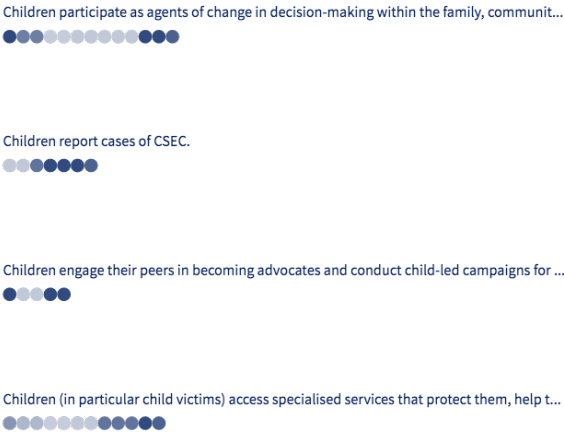 Children participate as agents of change in decision-making within the family, communit...
Children report cases of CSEC.
Children engage their peers in becoming advocates and conduct child-led campaigns for ...
Children (in particular child victims) access specialised services that protect them, help t...